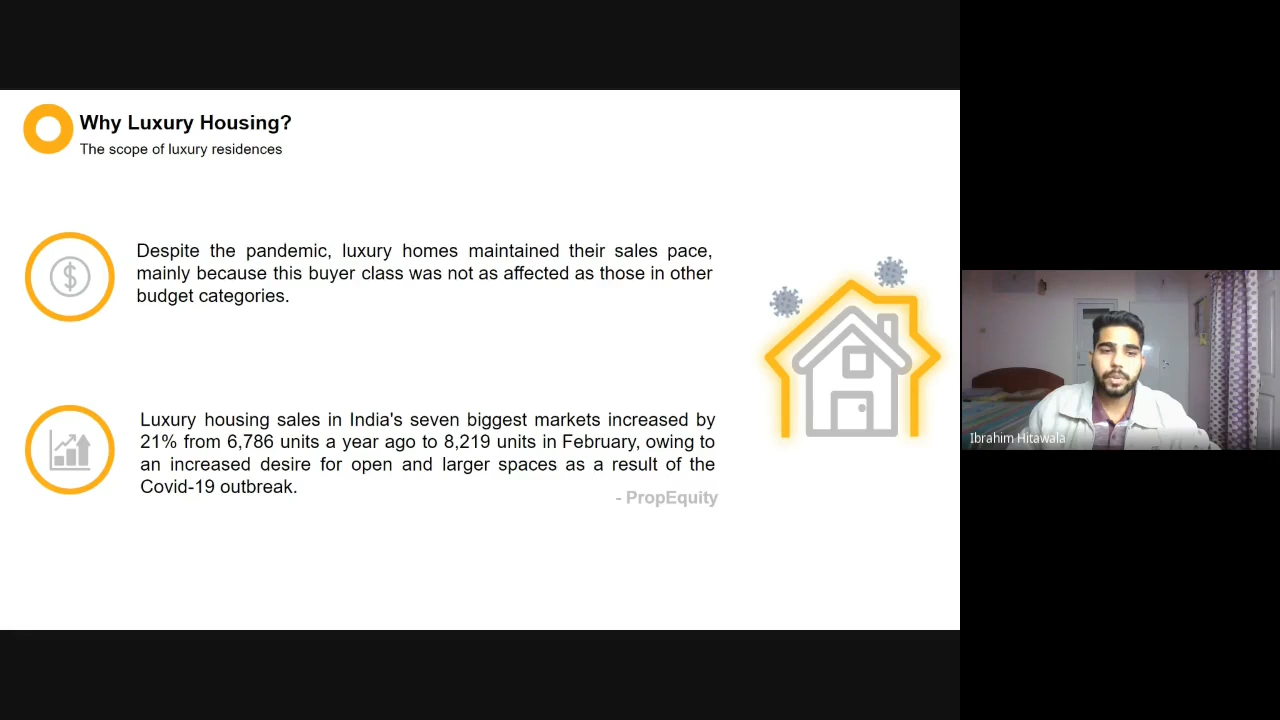 Why Luxury Housing?
The scope of luxury residences
Despite the pandemic, luxury homes maintained their sales pace,
mainly because this buyer class was not as affected as those in other
budget categories.
Luxury housing sales in India's seven biggest markets increased by
21% from 6,786 units a year ago to 8,219 units in February, owing to
an increased desire for open and larger spaces as a result of the
Covid-19 outbreak.
- PropEquity
Ibrahim Hitawala